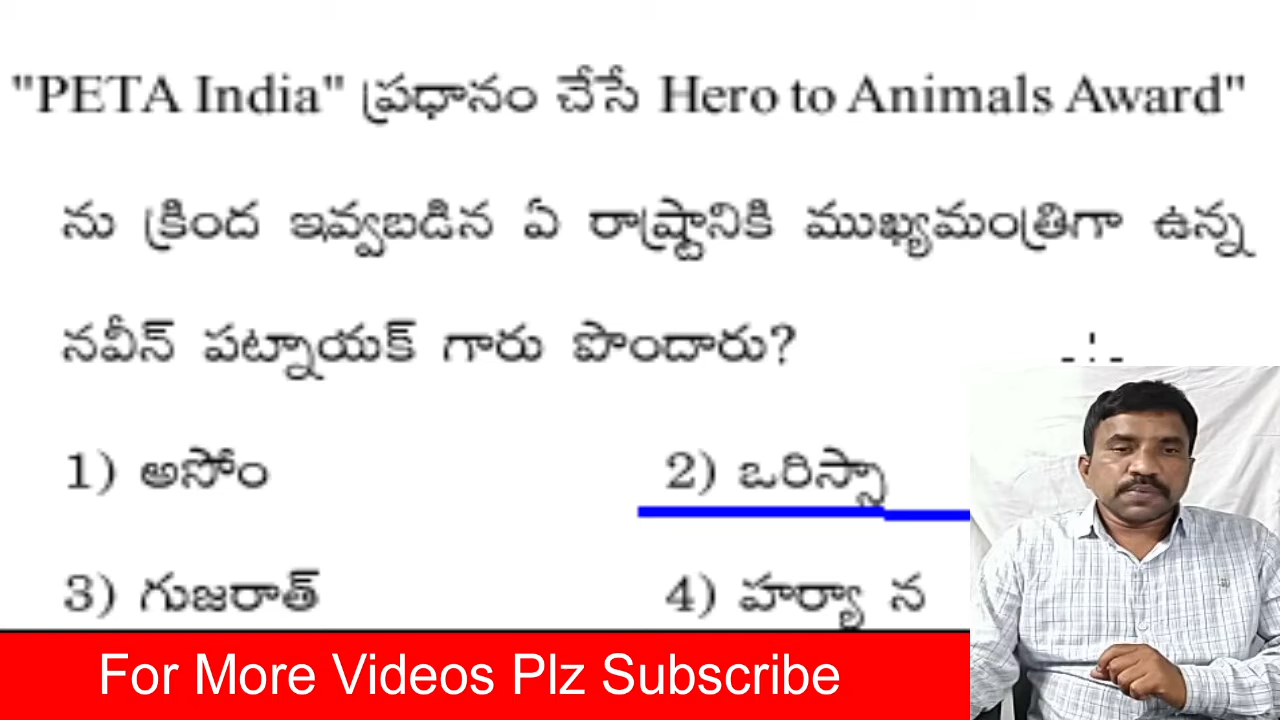 "PETA India" ప్రధానం చేసే Hero to Animals Award"
ను క్రింద ఇవ్వబడిన ఏ రాష్ట్రానికి ముఖ్యమంత్రిగా ఉన్న
నవీన్ పట్నాయక్ గారు పొందారు?
1) అసోం 2) ఒరిస్సా
3) గుజరాత్ 4) హర్యా న
For More Videos Plz Subscribe